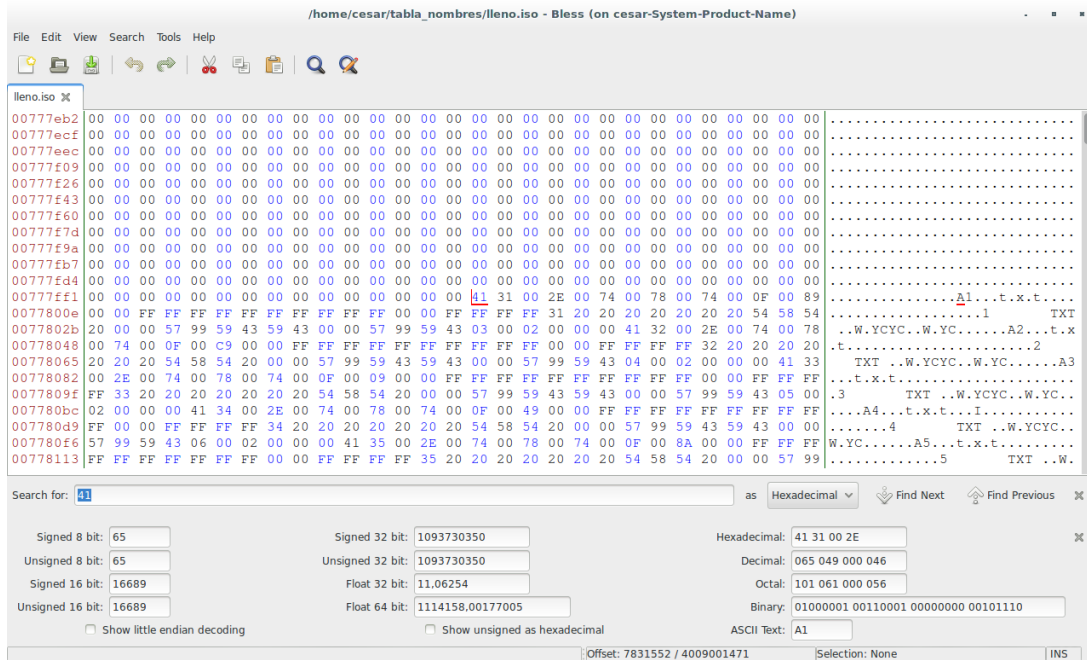 /home/cesar/tabla_nombres/lleno.iso - Bless (on cesar-System-Product-Name)
File Edit View Search Tools Help
lleno.iso
00777eb2 00 00 00 00 00 00 00 00 00 00 00 00 00 00 00 00 00 00 00 00 00 00 00 00 00 00 00 00 00 .............................
00777ecf 00 00 00 00 00 00 00 00 00 00 00 00 00 00 00 00 00 00 00 00 00 00 00 00 00 00 00 00 00 .............................
00777eec 00 00 00 00 00 00 00 00 00 00 00 00 00 00 00 00 00 00 00 00 00 00 00 00 00 00 00 00 00 .............................
00777f09 00 00 00 00 00 00 00 00 00 00 00 00 00 00 00 00 00 00 00 00 00 00 00 00 00 00 00 00 00 .............................
00777f26 00 00 00 00 00 00 00 00 00 00 00 00 00 00 00 00 00 00 00 00 00 00 00 00 00 00 00 00 00 .............................
00777f43 00 00 00 00 00 00 00 00 00 00 00 00 00 00 00 00 00 00 00 00 00 00 00 00 00 00 00 00 00 .............................
00777f60 00 00 00 00 00 00 00 00 00 00 00 00 00 00 00 00 00 00 00 00 00 00 00 00 00 00 00 00 00 .............................
00777f7d 00 00 00 00 00 00 00 00 00 00 00 00 00 00 00 00 00 00 00 00 00 00 00 00 00 00 00 00 00 .............................
00777f9a 00 00 00 00 00 00 00 00 00 00 00 00 00 00 00 00 00 00 00 00 00 00 00 00 00 00 00 00 00 .............................
00777fb7 00 00 00 00 00 00 00 00 00 00 00 00 00 00 00 00 00 00 00 00 00 00 00 00 00 00 00 00 00 .............................
00777fd4 00 00 00 00 00 00 00 00 00 00 00 00 00 00 00 00 00 00 00 00 00 00 00 00 00 00 00 00 00 .............................
00777ff1 00 00 00 00 00 00 00 00 00 00 00 00 00 00 00 41 31 00 2E 00 74 00 78 00 74 00 0F 00 89 ...............A1...t.x.t....
0077800e 00 00 FF FF FF FF FF FF FF FF FF FF 00 00 FF FF FF FF 31 20 20 20 20 20 20 20 54 58 54 ..................1       TXT
0077802b 20 00 00 57 99 59 43 59 43 00 00 57 99 59 43 03 00 02 00 00 00 41 32 00 2E 00 74 00 78  ..W.YCYC..W.YC......A2...t.x
00778048 00 74 00 0F 00 C9 00 00 FF FF FF FF FF FF FF FF FF FF 00 00 FF FF FF FF 32 20 20 20 20 .t......................2
00778065 20 20 20 54 58 54 20 00 00 57 99 59 43 59 43 00 00 57 99 59 43 04 00 02 00 00 00 41 33    TXT ..W.YCYC..W.YC......A3
00778082 00 2E 00 74 00 78 00 74 00 0F 00 09 00 00 FF FF FF FF FF FF FF FF FF FF 00 00 FF FF FF ...t.x.t.....................
0077809f FF 33 20 20 20 20 20 20 20 54 58 54 20 00 00 57 99 59 43 59 43 00 00 57 99 59 43 05 00 .3       TXT ..W.YCYC..W.YC..
007780bc 02 00 00 00 41 34 00 2E 00 74 00 78 00 74 00 0F 00 49 00 00 FF FF FF FF FF FF FF FF FF ....A4...t.x.t...I...........
007780d9 FF 00 00 FF FF FF FF 34 20 20 20 20 20 20 20 54 58 54 20 00 00 57 99 59 43 59 43 00 00 .......4       TXT ..W.YCYC..
007780f6 57 99 59 43 06 00 02 00 00 00 41 35 00 2E 00 74 00 78 00 74 00 0F 00 8A 00 00 FF FF FF W.YC......A5...t.x.t.........
00778113 FF FF FF FF FF FF FF 00 00 FF FF FF FF 35 20 20 20 20 20 20 20 54 58 54 20 00 00 57 99 .............5       TXT ..W.
Search for: 41 as Hexadecimal Find Next Find Previous
Signed 8 bit: 65 Signed 32 bit: 1093730350 Hexadecimal: 41 31 00 2E
Unsigned 8 bit: 65 Unsigned 32 bit: 1093730350 Decimal: 065 049 000 046
Signed 16 bit: 16689 Float 32 bit: 11,06254 Octal: 101 061 000 056
Unsigned 16 bit: 16689 Float 64 bit: 1114158,00177005 Binary: 01000001 00110001 00000000 00101110
Show little endian decoding Show unsigned as hexadecimal ASCII Text: A1
Offset: 7831552 / 4009001471 Selection: None INS